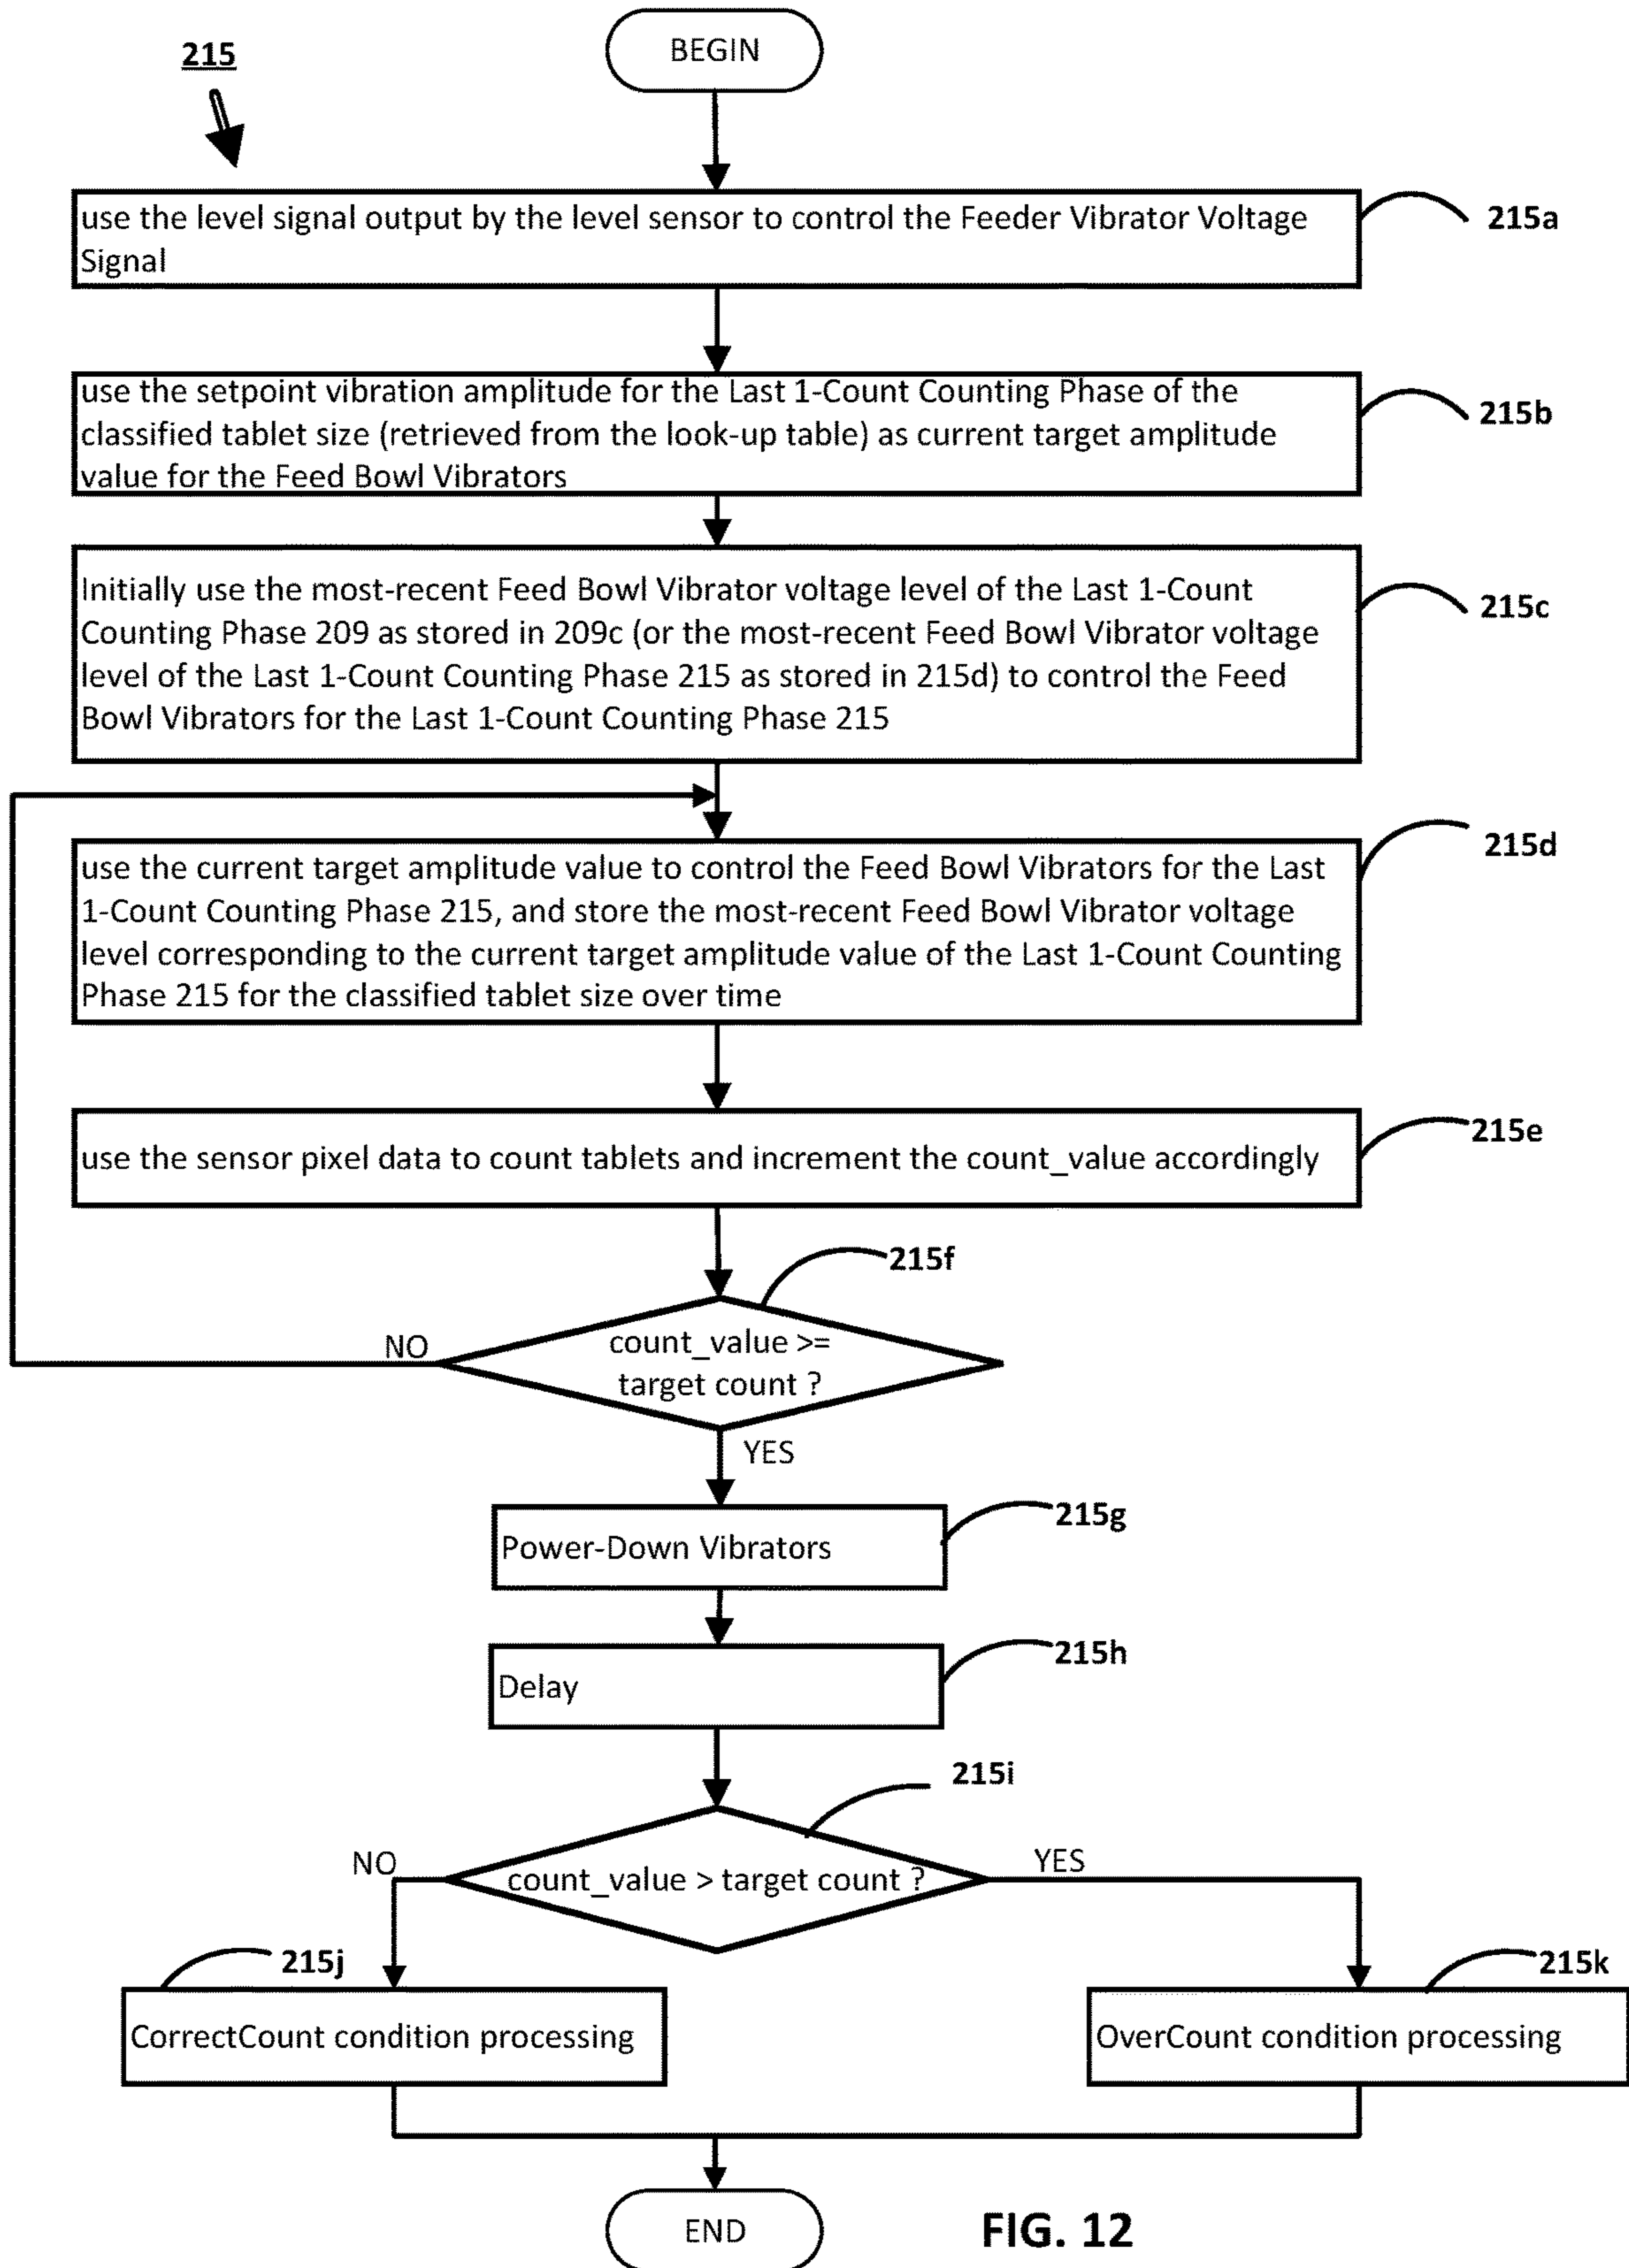 BEGIN
215
use the level signal output by the level sensor to control the Feeder Vibrator Voltage
Signal
215a
use the setpoint vibration amplitude for the Last 1-Count Counting Phase of the
classified tablet size (retrieved from the look-up table) as current target amplitude
value for the Feed Bowl Vibrators
215b
Initially use the most-recent Feed Bowl Vibrator voltage level of the Last 1-Count
Counting Phase 209 as stored in 209c (or the most-recent Feed Bowl Vibrator voltage
level of the Last 1-Count Counting Phase 215 as stored in 215d) to control the Feed
Bowl Vibrators for the Last 1-Count Counting Phase 215
215c
use the current target amplitude value to control the Feed Bowl Vibrators for the Last
1-Count Counting Phase 215, and store the most-recent Feed Bowl Vibrator voltage
level corresponding to the current target amplitude value of the Last 1-Count Counting
Phase 215 for the classified tablet size over time
215d
use the sensor pixel data to count tablets and increment the count_value accordingly
215e
215f
count_value >=
target count ?
NO
YES
Power-Down Vibrators
215g
Delay
215h
215i
count_value > target count ?
NO
YES
215j
CorrectCount condition processing
215k
OverCount condition processing
END
FIG. 12